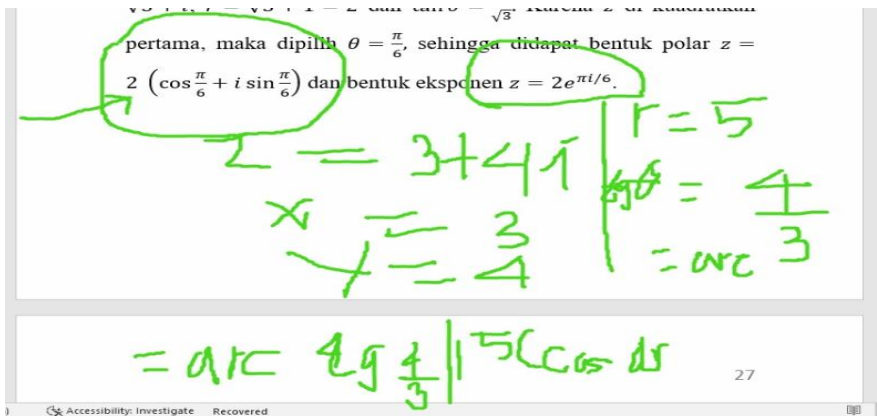 pertama, maka dipilih θ = π/6, sehingga didapat bentuk polar z =
2 (cos π/6 + i sin π/6) dan bentuk eksponen z = 2e^{πi/6}.
z = 3+4i
r = 5
x = 3
tg θ = 4/3
y = 4
= arc
= arc tg 4/3
5(cos
27
Accessibility: Investigate Recovered